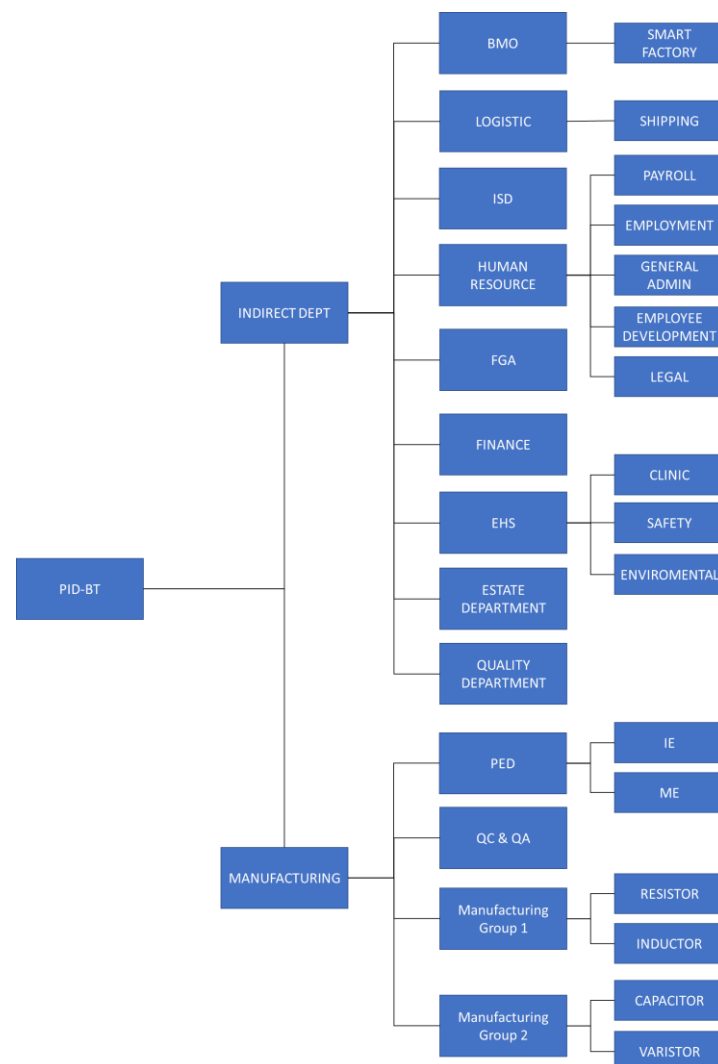 BMO
SMART
FACTORY
LOGISTIC
SHIPPING
PAYROLL
ISD
EMPLOYMENT
HUMAN
RESOURCE
GENERAL
ADMIN
INDIRECT DEPT
EMPLOYEE
DEVELOPMENT
FGA
LEGAL
FINANCE
CLINIC
EHS
SAFETY
PID-BT
ENVIROMENTAL
ESTATE
DEPARTMENT
QUALITY
DEPARTMENT
IE
PED
ME
QC & QA
MANUFACTURING
RESISTOR
Manufacturing
Group 1
INDUCTOR
CAPACITOR
Manufacturing
Group 2
VARISTOR